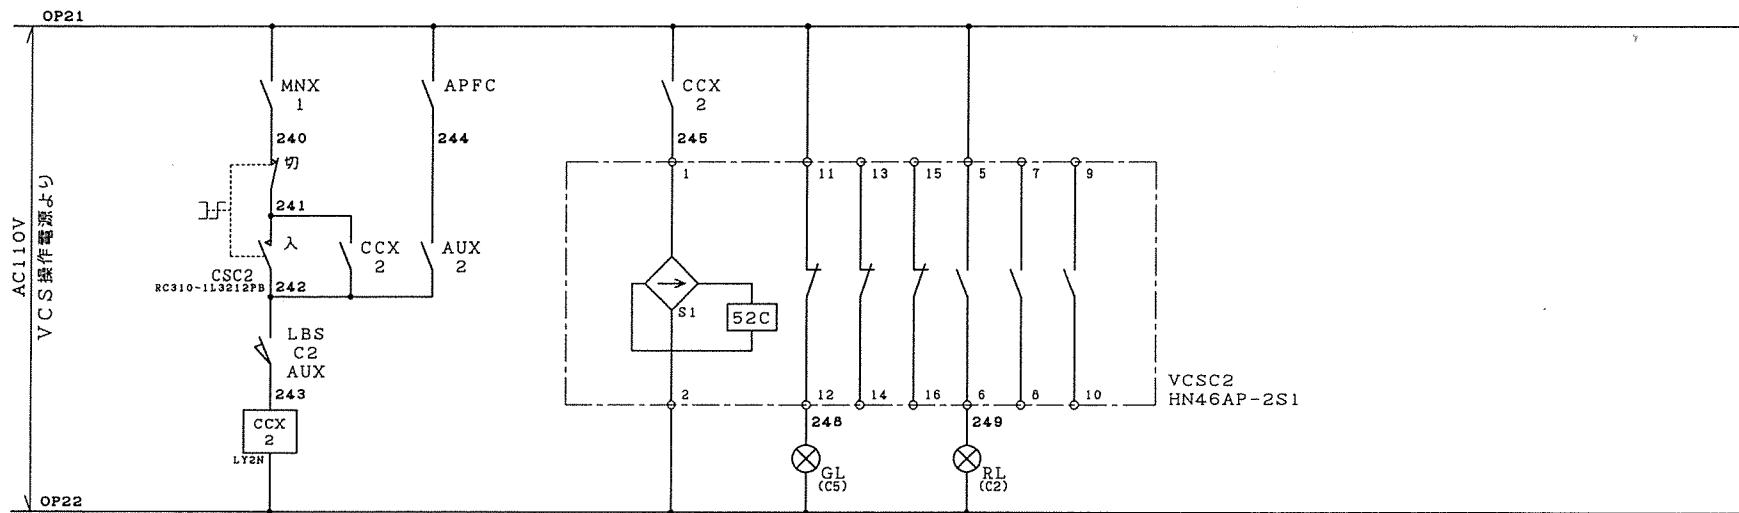 OP21
MNX
1
APFC
CCX
2
240
244
245
切
1
11
13
15
5
7
9
AC110V
VCS操作電源より
241
入
CCX
2
AUX
2
CSC2
RC310-1L3212PB
242
S1
52C
LBS
C2
AUX
243
VCSC2
HN46AP-2S1
2
12
14
16
6
8
10
248
249
CCX
2
LY2N
GL
(C5)
RL
(C2)
OP22